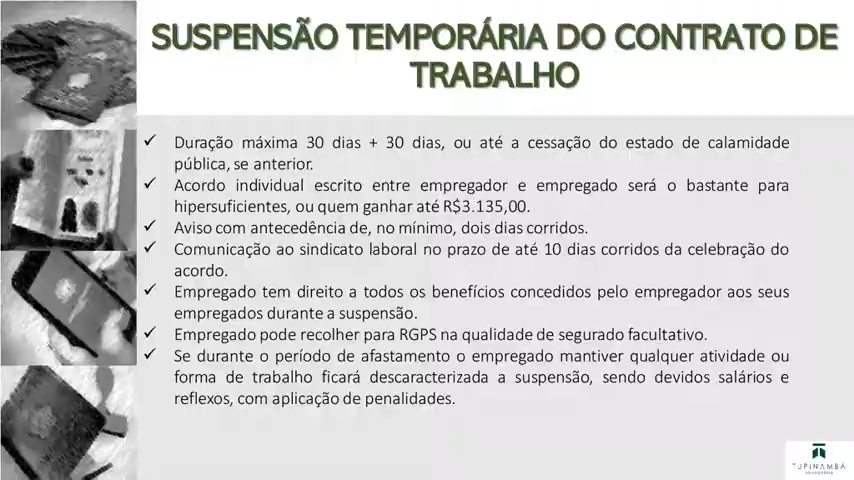 SUSPENSÃO TEMPORÁRIA DO CONTRATO DE
TRABALHO
✓ Duração máxima 30 dias + 30 dias, ou até a cessação do estado de calamidade
pública, se anterior.
✓ Acordo individual escrito entre empregador e empregado será o bastante para
hipersuficientes, ou quem ganhar até R$3.135,00.
✓ Aviso com antecedência de, no mínimo, dois dias corridos.
✓ Comunicação ao sindicato laboral no prazo de até 10 dias corridos da celebração do
acordo.
✓ Empregado tem direito a todos os benefícios concedidos pelo empregador aos seus
empregados durante a suspensão.
✓ Empregado pode recolher para RGPS na qualidade de segurado facultativo.
✓ Se durante o período de afastamento o empregado mantiver qualquer atividade ou
forma de trabalho ficará descaracterizada a suspensão, sendo devidos salários e
reflexos, com aplicação de penalidades.
TUPINAMBÁ